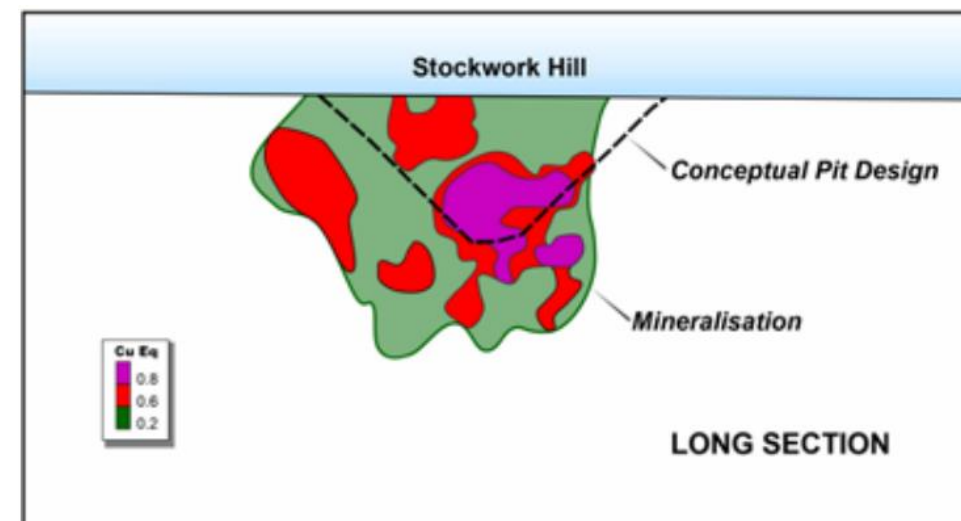 Stockwork Hill
Conceptual Pit Design
Mineralisation
Cu Eq
0.8
0.6
0.2
LONG SECTION